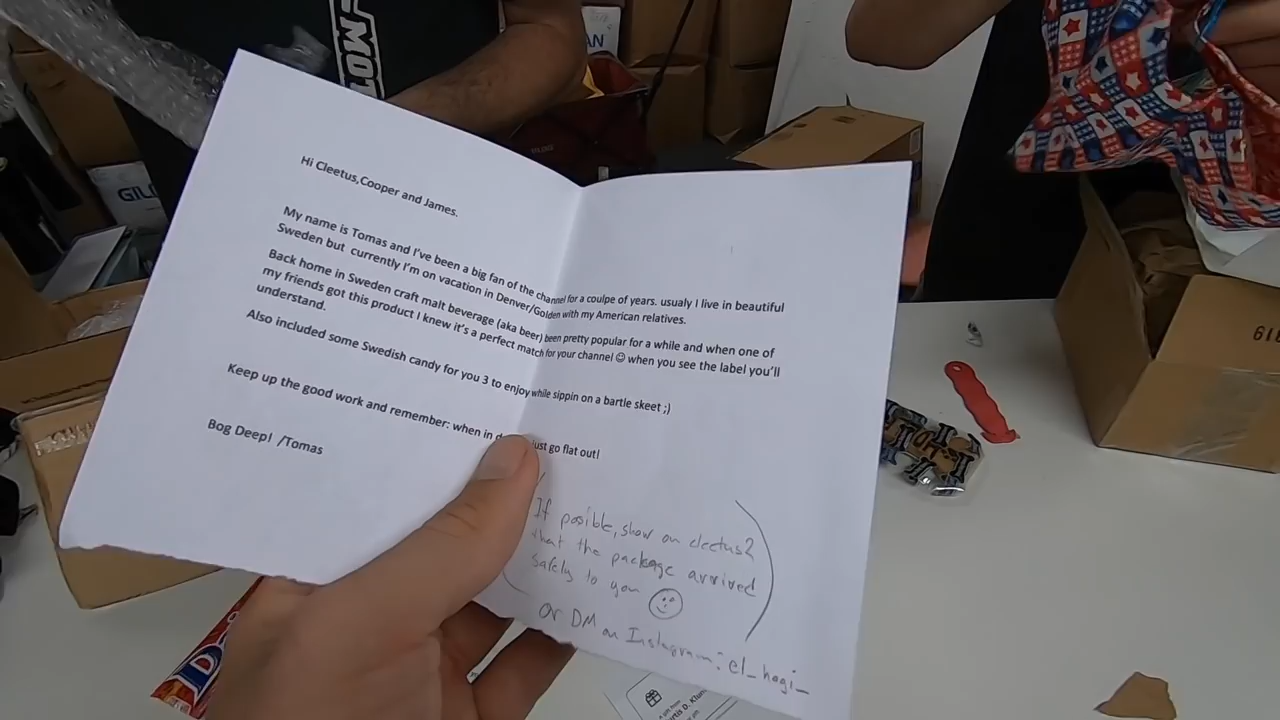 Hi Cleetus,Cooper and James.
My name is Tomas and I've been a big fan of the channel for a coulpe of years. usualy I live in beautiful
Sweden but currently I'm on vacation in Denver/Golden with my American relatives.
Back home in Sweden craft malt beverage (aka beer) been pretty popular for a while and when one of
my friends got this product I knew it's a perfect match for your channel ☺ when you see the label you'll
understand.
Also included some Swedish candy for you 3 to enjoy while sippin on a bartle skeet ;)
Keep up the good work and remember: when in just go flat out!
Bog Deep! /Tomas
If posible, show on cleetus2
that the package arrived
safely to you ☺
Or DM on Instagram: el_hagi_